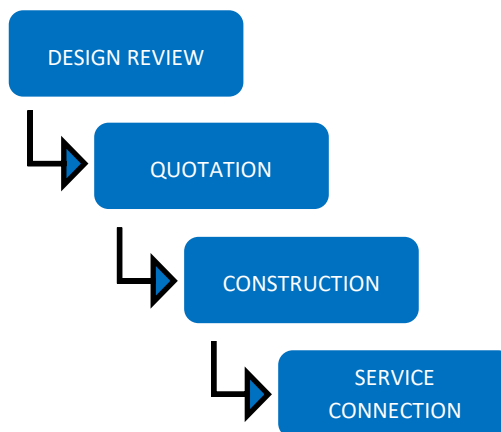 DESIGN REVIEW
QUOTATION
CONSTRUCTION
SERVICE
CONNECTION